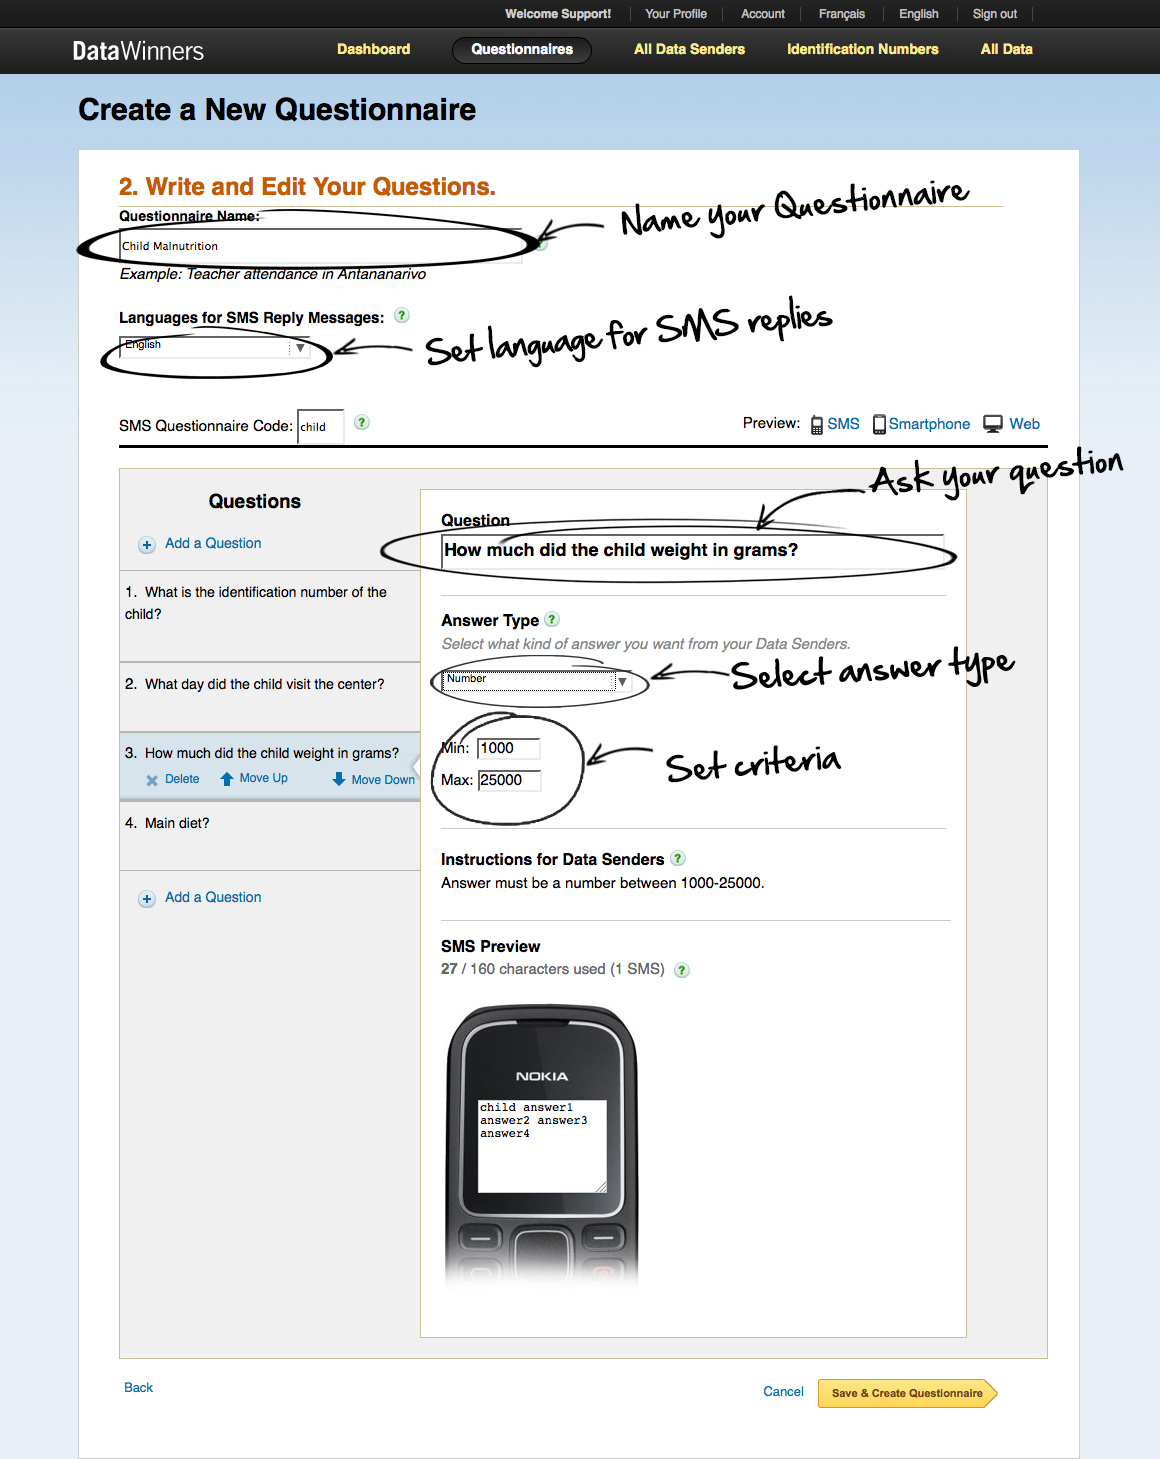 Welcome Support! Your Profile Account Français English Sign out
DataWinners Dashboard Questionnaires All Data Senders Identification Numbers All Data
Create a New Questionnaire
2. Write and Edit Your Questions.
Questionnaire Name:
Name your Questionnaire
Child Malnutrition
Example: Teacher attendance in Antananarivo
Languages for SMS Reply Messages: ?
English
Set language for SMS replies
SMS Questionnaire Code: child ?
Preview: SMS Smartphone Web
Ask your question
Questions
Add a Question
1. What is the identification number of the
child?
2. What day did the child visit the center?
3. How much did the child weight in grams?
Delete Move Up Move Down
4. Main diet?
Add a Question
Question
How much did the child weight in grams?
Answer Type ?
Select what kind of answer you want from your Data Senders.
Number
Select answer type
Min: 1000
Max: 25000
Set criteria
Instructions for Data Senders ?
Answer must be a number between 1000-25000.
SMS Preview
27 / 160 characters used (1 SMS) ?
NOKIA
child answer1
answer2 answer3
answer4
Back
Cancel Save & Create Questionnaire